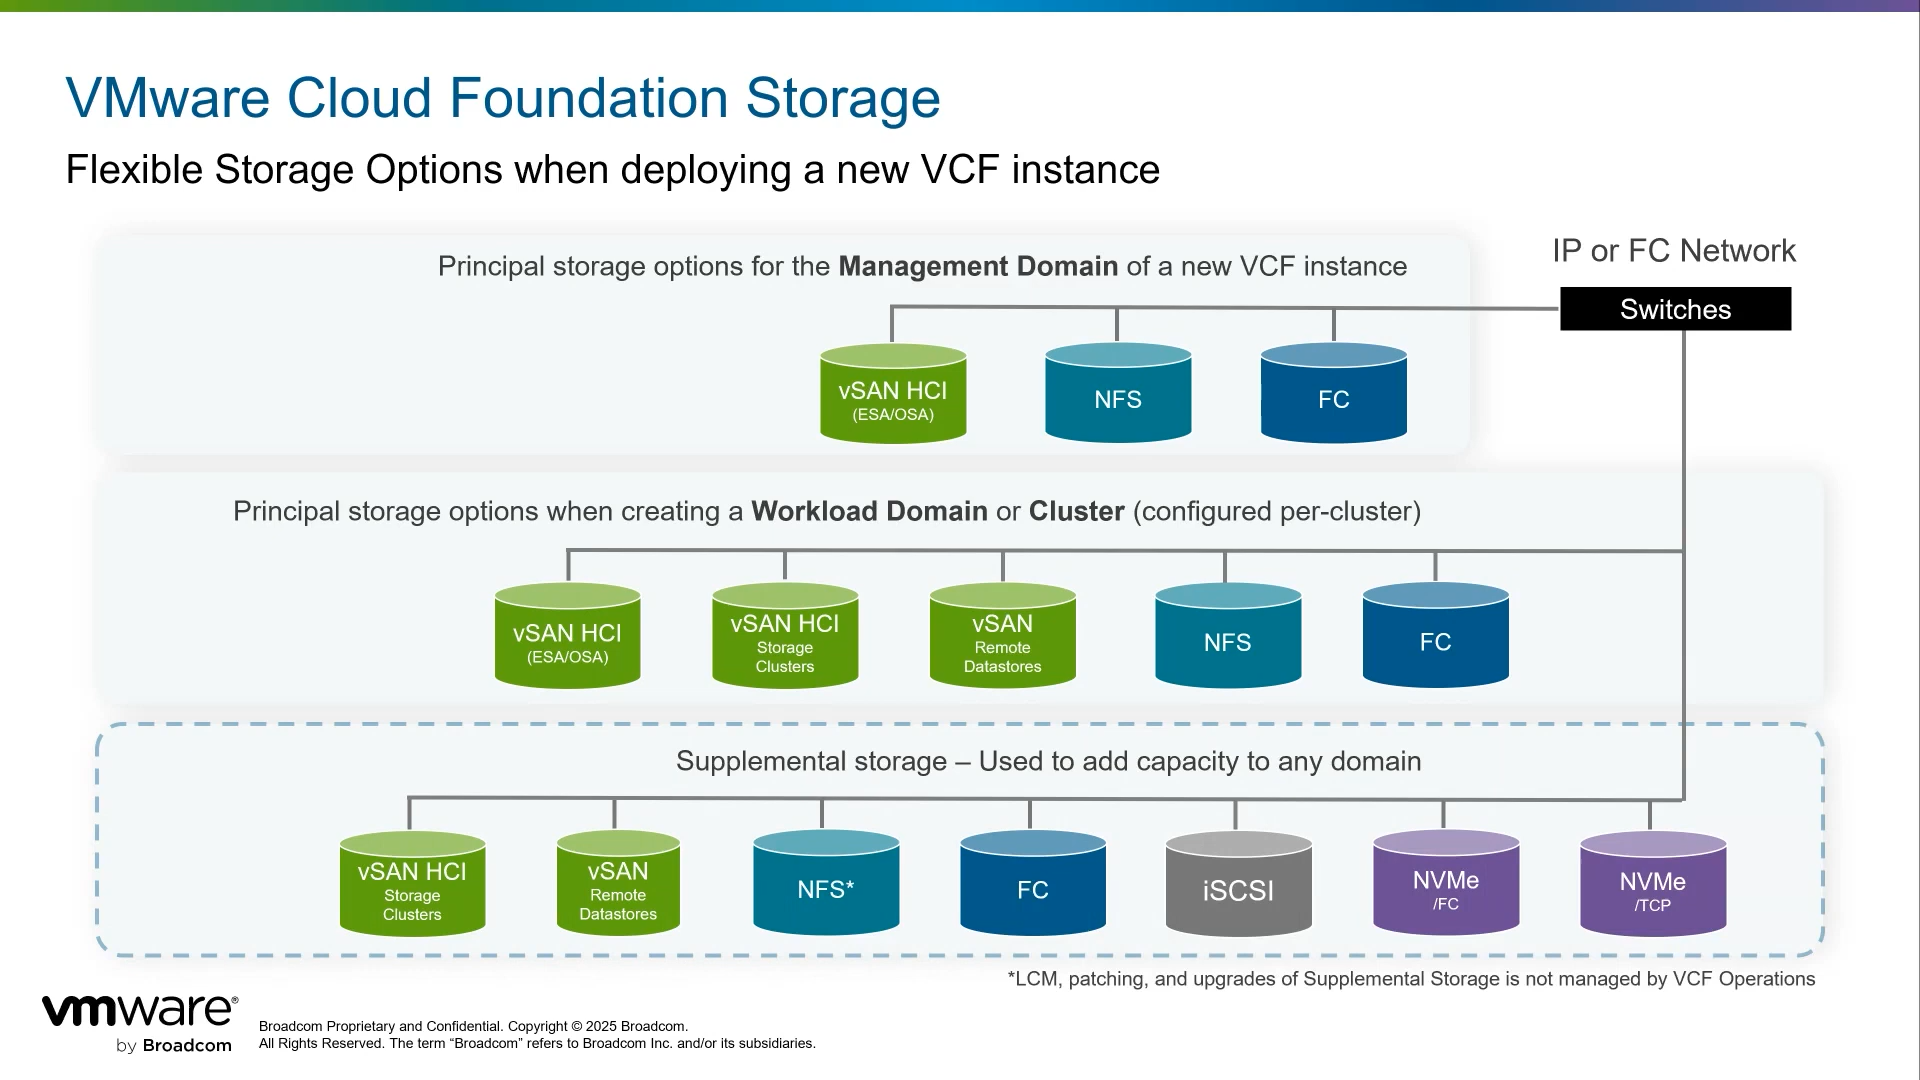 VMware Cloud Foundation Storage
Flexible Storage Options when deploying a new VCF instance
Principal storage options for the Management Domain of a new VCF instance
IP or FC Network
Switches
vSAN HCI
(ESA/OSA)
NFS
FC
Principal storage options when creating a Workload Domain or Cluster (configured per-cluster)
vSAN HCI
(ESA/OSA)
vSAN HCI
Storage
Clusters
vSAN
Remote
Datastores
NFS
FC
Supplemental storage – Used to add capacity to any domain
vSAN HCI
Storage
Clusters
vSAN
Remote
Datastores
NFS*
FC
iSCSI
NVMe
/FC
NVMe
/TCP
*LCM, patching, and upgrades of Supplemental Storage is not managed by VCF Operations
vmware®
by Broadcom
Broadcom Proprietary and Confidential. Copyright © 2025 Broadcom.
All Rights Reserved. The term “Broadcom” refers to Broadcom Inc. and/or its subsidiaries.